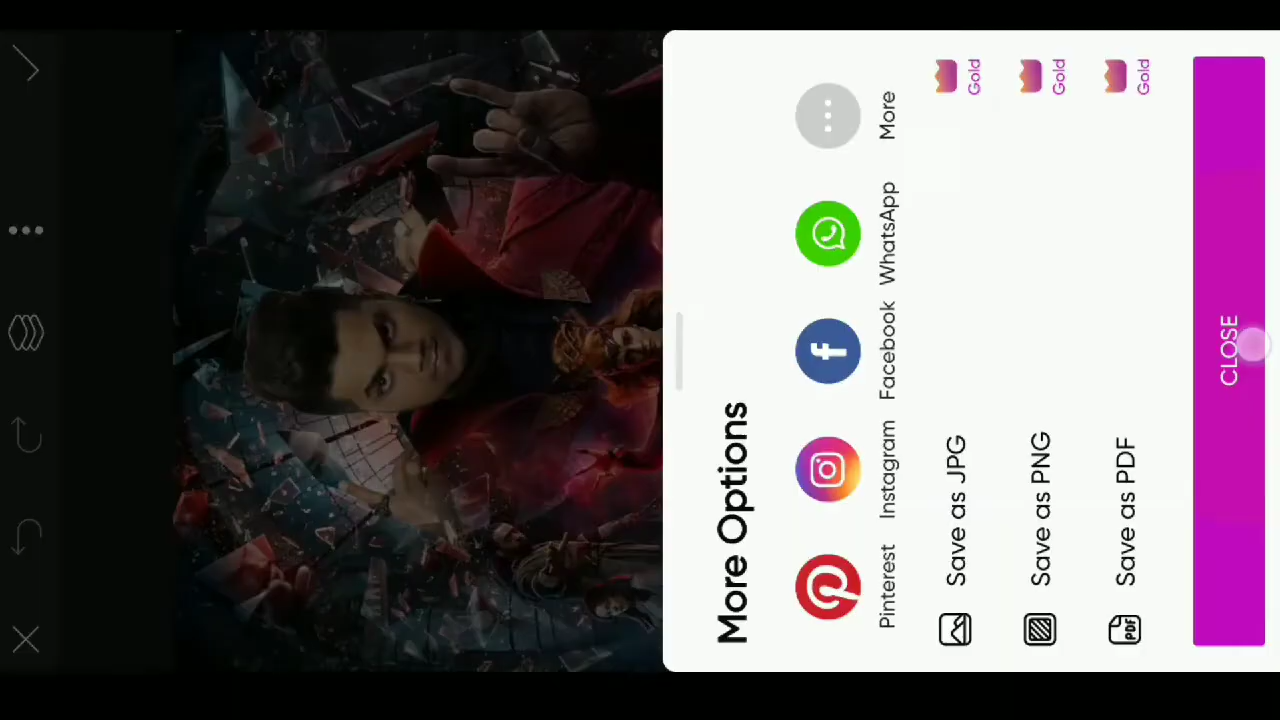 More Options
Pinterest
Instagram
Facebook
WhatsApp
More
Save as JPG
Gold
Save as PNG
Gold
PDF
Save as PDF
Gold
CLOSE